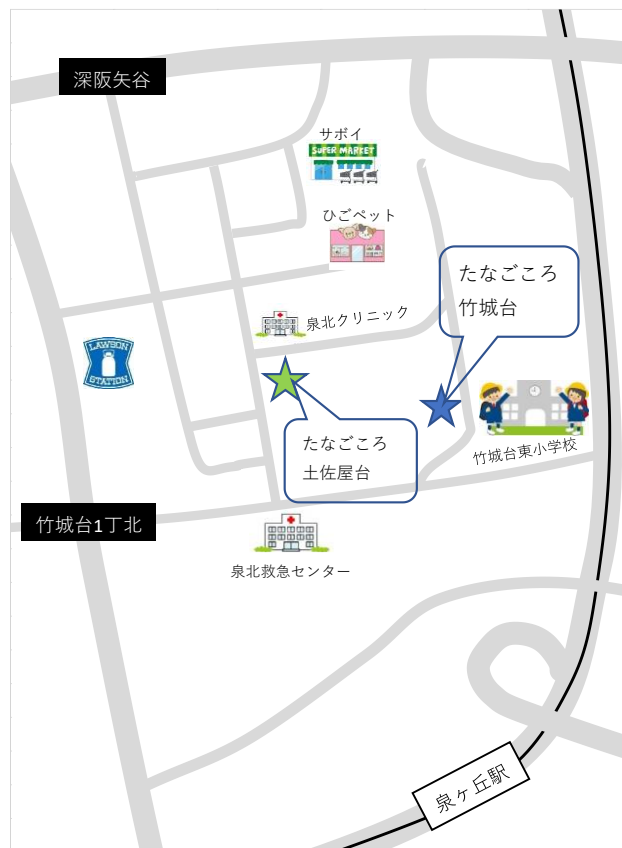 深阪矢谷
サボイ
SUPER MARKET
ひごペット
たなごころ
竹城台
泉北クリニック
LAWSON
STATION
竹城台東小学校
たなごころ
土佐屋台
竹城台1丁北
泉北救急センター
泉ヶ丘駅